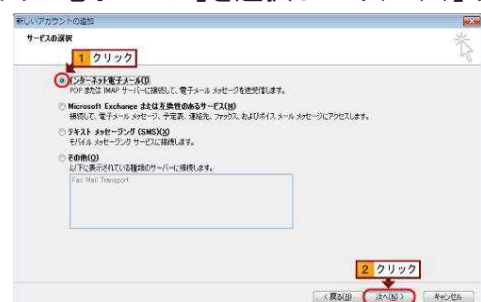 新しいアカウントの追加
サービスの選択
1 クリック
インターネット電子メール(I)
POP または IMAP サーバーに接続して、電子メール メッセージを送受信します。
Microsoft Exchange または互換性のあるサービス(M)
接続して、電子メール メッセージ、予定表、連絡先、ファックス、およびボイス メール メッセージにアクセスします。
テキスト メッセージング (SMS)(X)
モバイル メッセージング サービスに接続します。
その他(O)
以下に表示されている種類のサーバーに接続します。
Fax Mail Transport
2 クリック
< 戻る(B) 次へ(N) > キャンセル